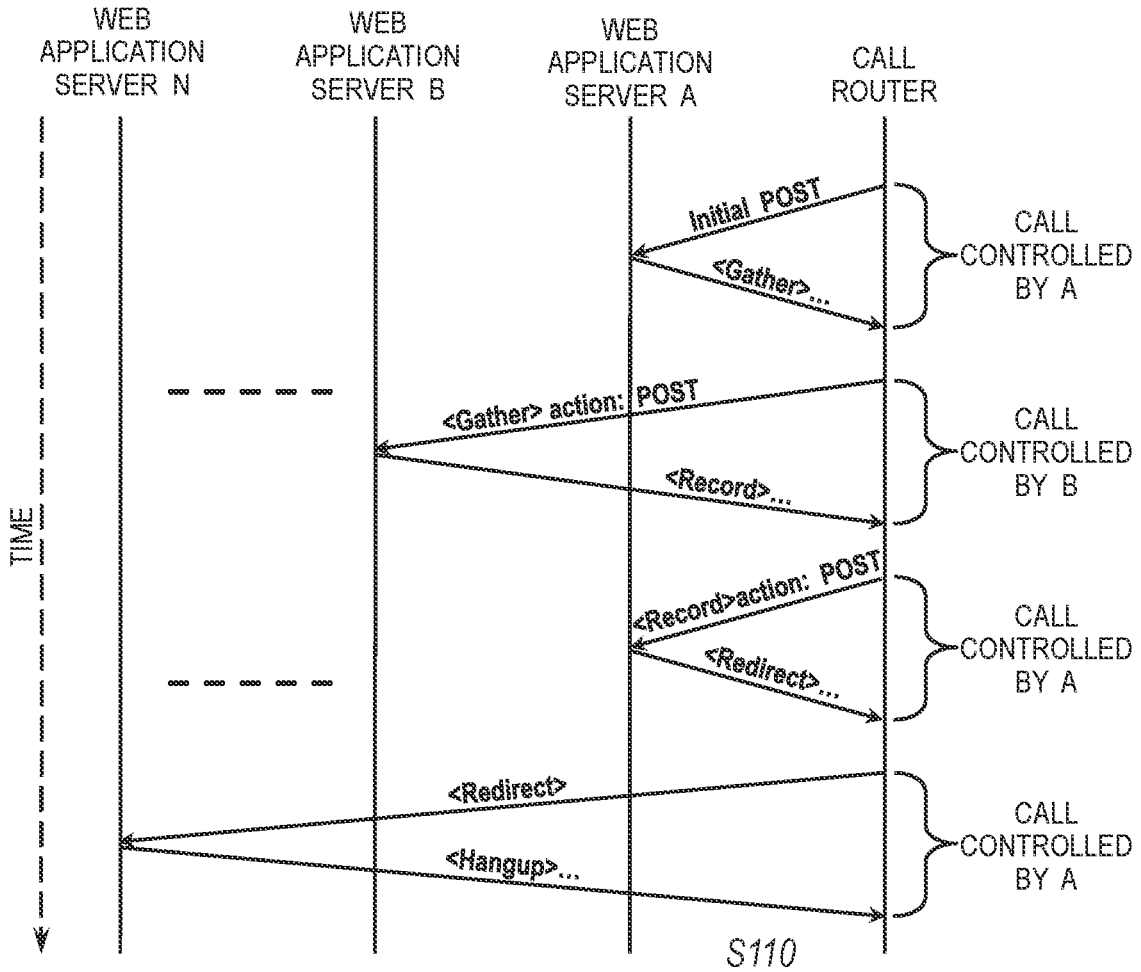 WEB
APPLICATION
SERVER N
WEB
APPLICATION
SERVER B
WEB
APPLICATION
SERVER A
CALL
ROUTER
Initial POST
<Gather>...
CALL
CONTROLLED
BY A
<Gather> action: POST
<Record>...
CALL
CONTROLLED
BY B
TIME
<Record>action: POST
<Redirect>...
CALL
CONTROLLED
BY A
<Redirect>
<Hangup>...
CALL
CONTROLLED
BY A
S110